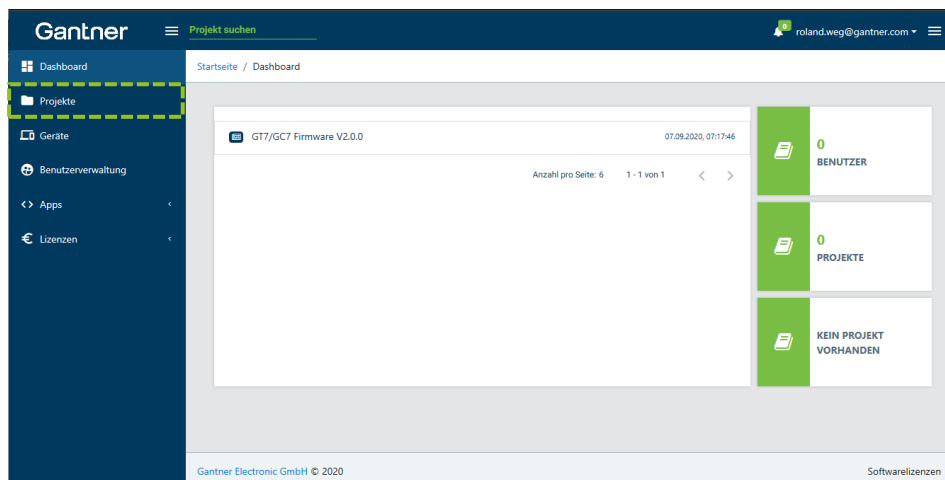 Gantner
Projekt suchen
0
roland.weg@gantner.com
Dashboard
Startseite / Dashboard
Projekte
Geräte
Benutzerverwaltung
Apps
Lizenzen
GT7/GC7 Firmware V2.0.0
07.09.2020, 07:17:46
Anzahl pro Seite: 6 1 - 1 von 1
0
BENUTZER
0
PROJEKTE
KEIN PROJEKT
VORHANDEN
Gantner Electronic GmbH © 2020
Softwarelizenzen